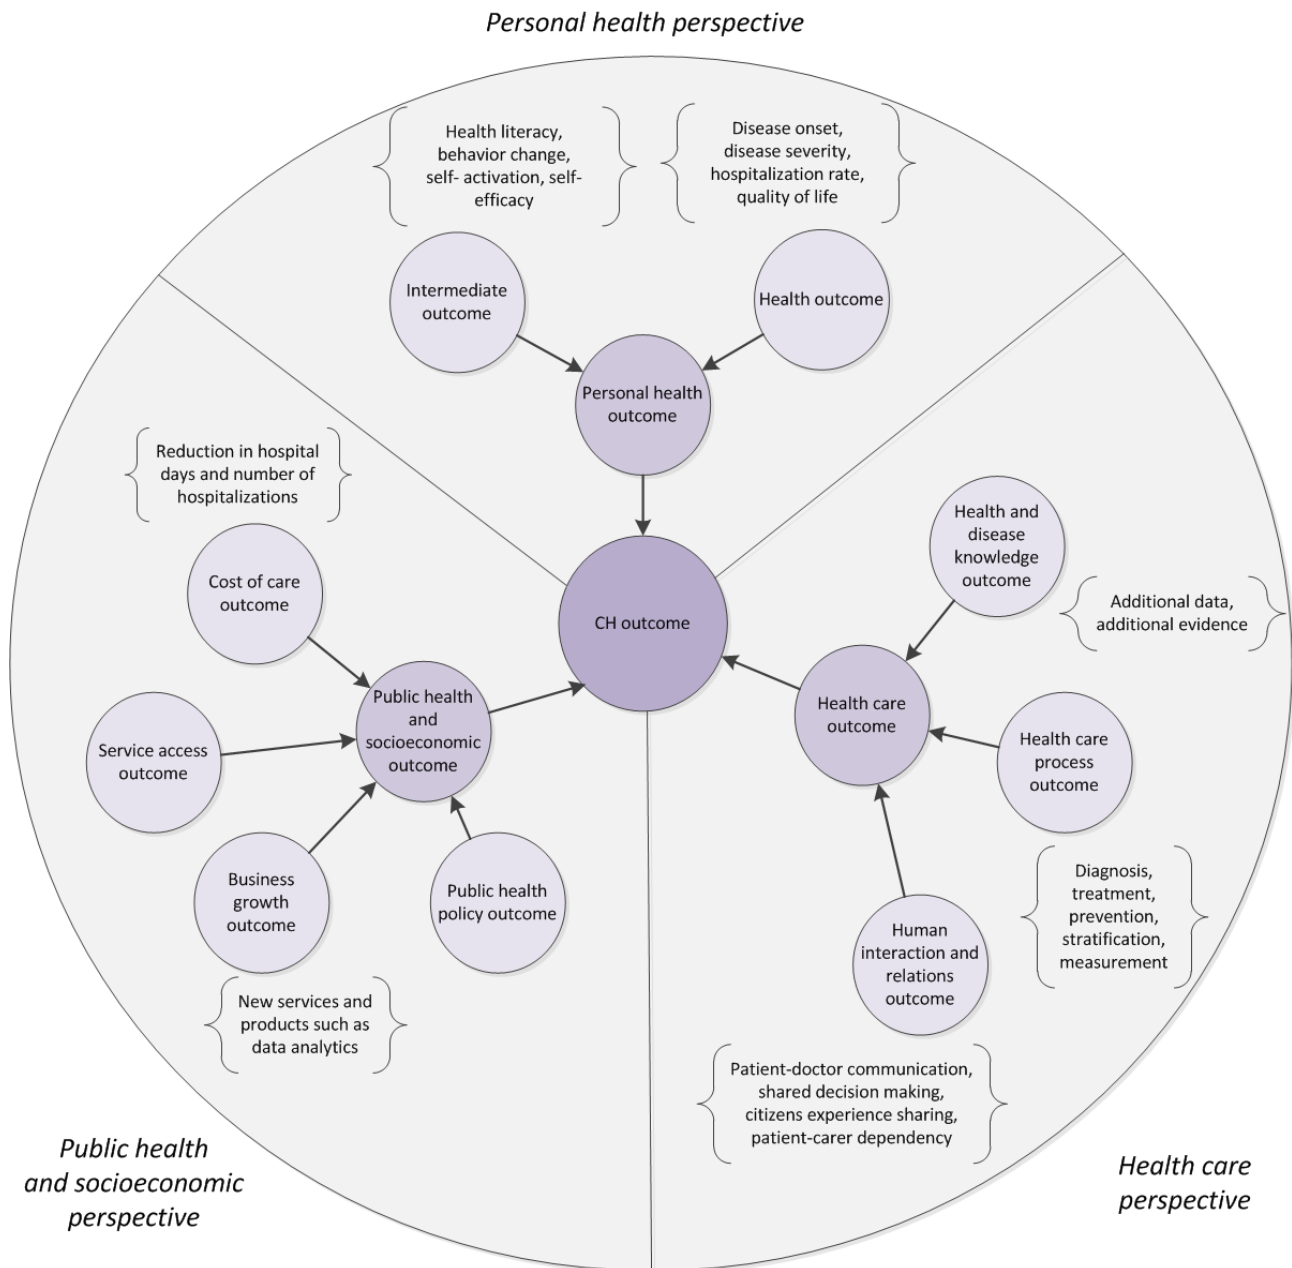 Personal health perspective
Health literacy,
behavior change,
self- activation, self-
efficacy
Disease onset,
disease severity,
hospitalization rate,
quality of life
Intermediate
outcome
Health outcome
Personal health
outcome
Reduction in hospital
days and number of
hospitalizations
Cost of care
outcome
Service access
outcome
Business
growth
outcome
Public health
policy outcome
Public health
and
socioeconomic
outcome
New services and
products such as
data analytics
CH outcome
Health and
disease
knowledge
outcome
Additional data,
additional evidence
Health care
outcome
Health care
process
outcome
Diagnosis,
treatment,
prevention,
stratification,
measurement
Human
interaction and
relations
outcome
Patient-doctor communication,
shared decision making,
citizens experience sharing,
patient-carer dependency
Public health
and socioeconomic
perspective
Health care
perspective